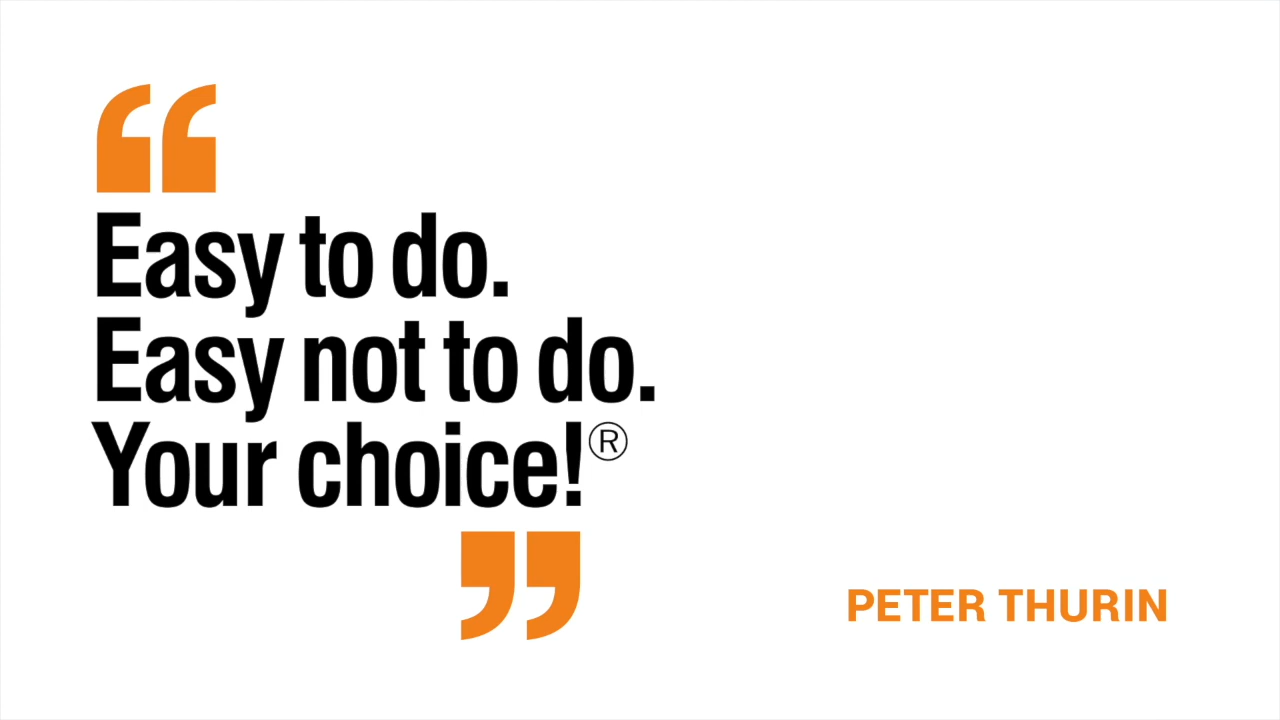 “
Easy to do.
Easy not to do.
Your choice!®
”
PETER THURIN